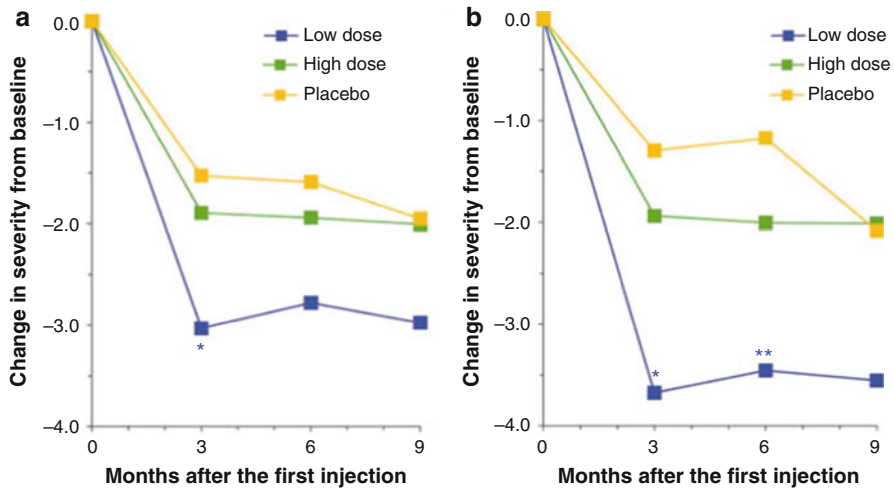 a
Change in severity from baseline
0.0
–1.0
–2.0
–3.0
–4.0
Low dose
High dose
Placebo
*
0 3 6 9
Months after the first injection
b
Change in severity from baseline
0.0
–1.0
–2.0
–3.0
–4.0
Low dose
High dose
Placebo
*
**
0 3 6 9
Months after the first injection